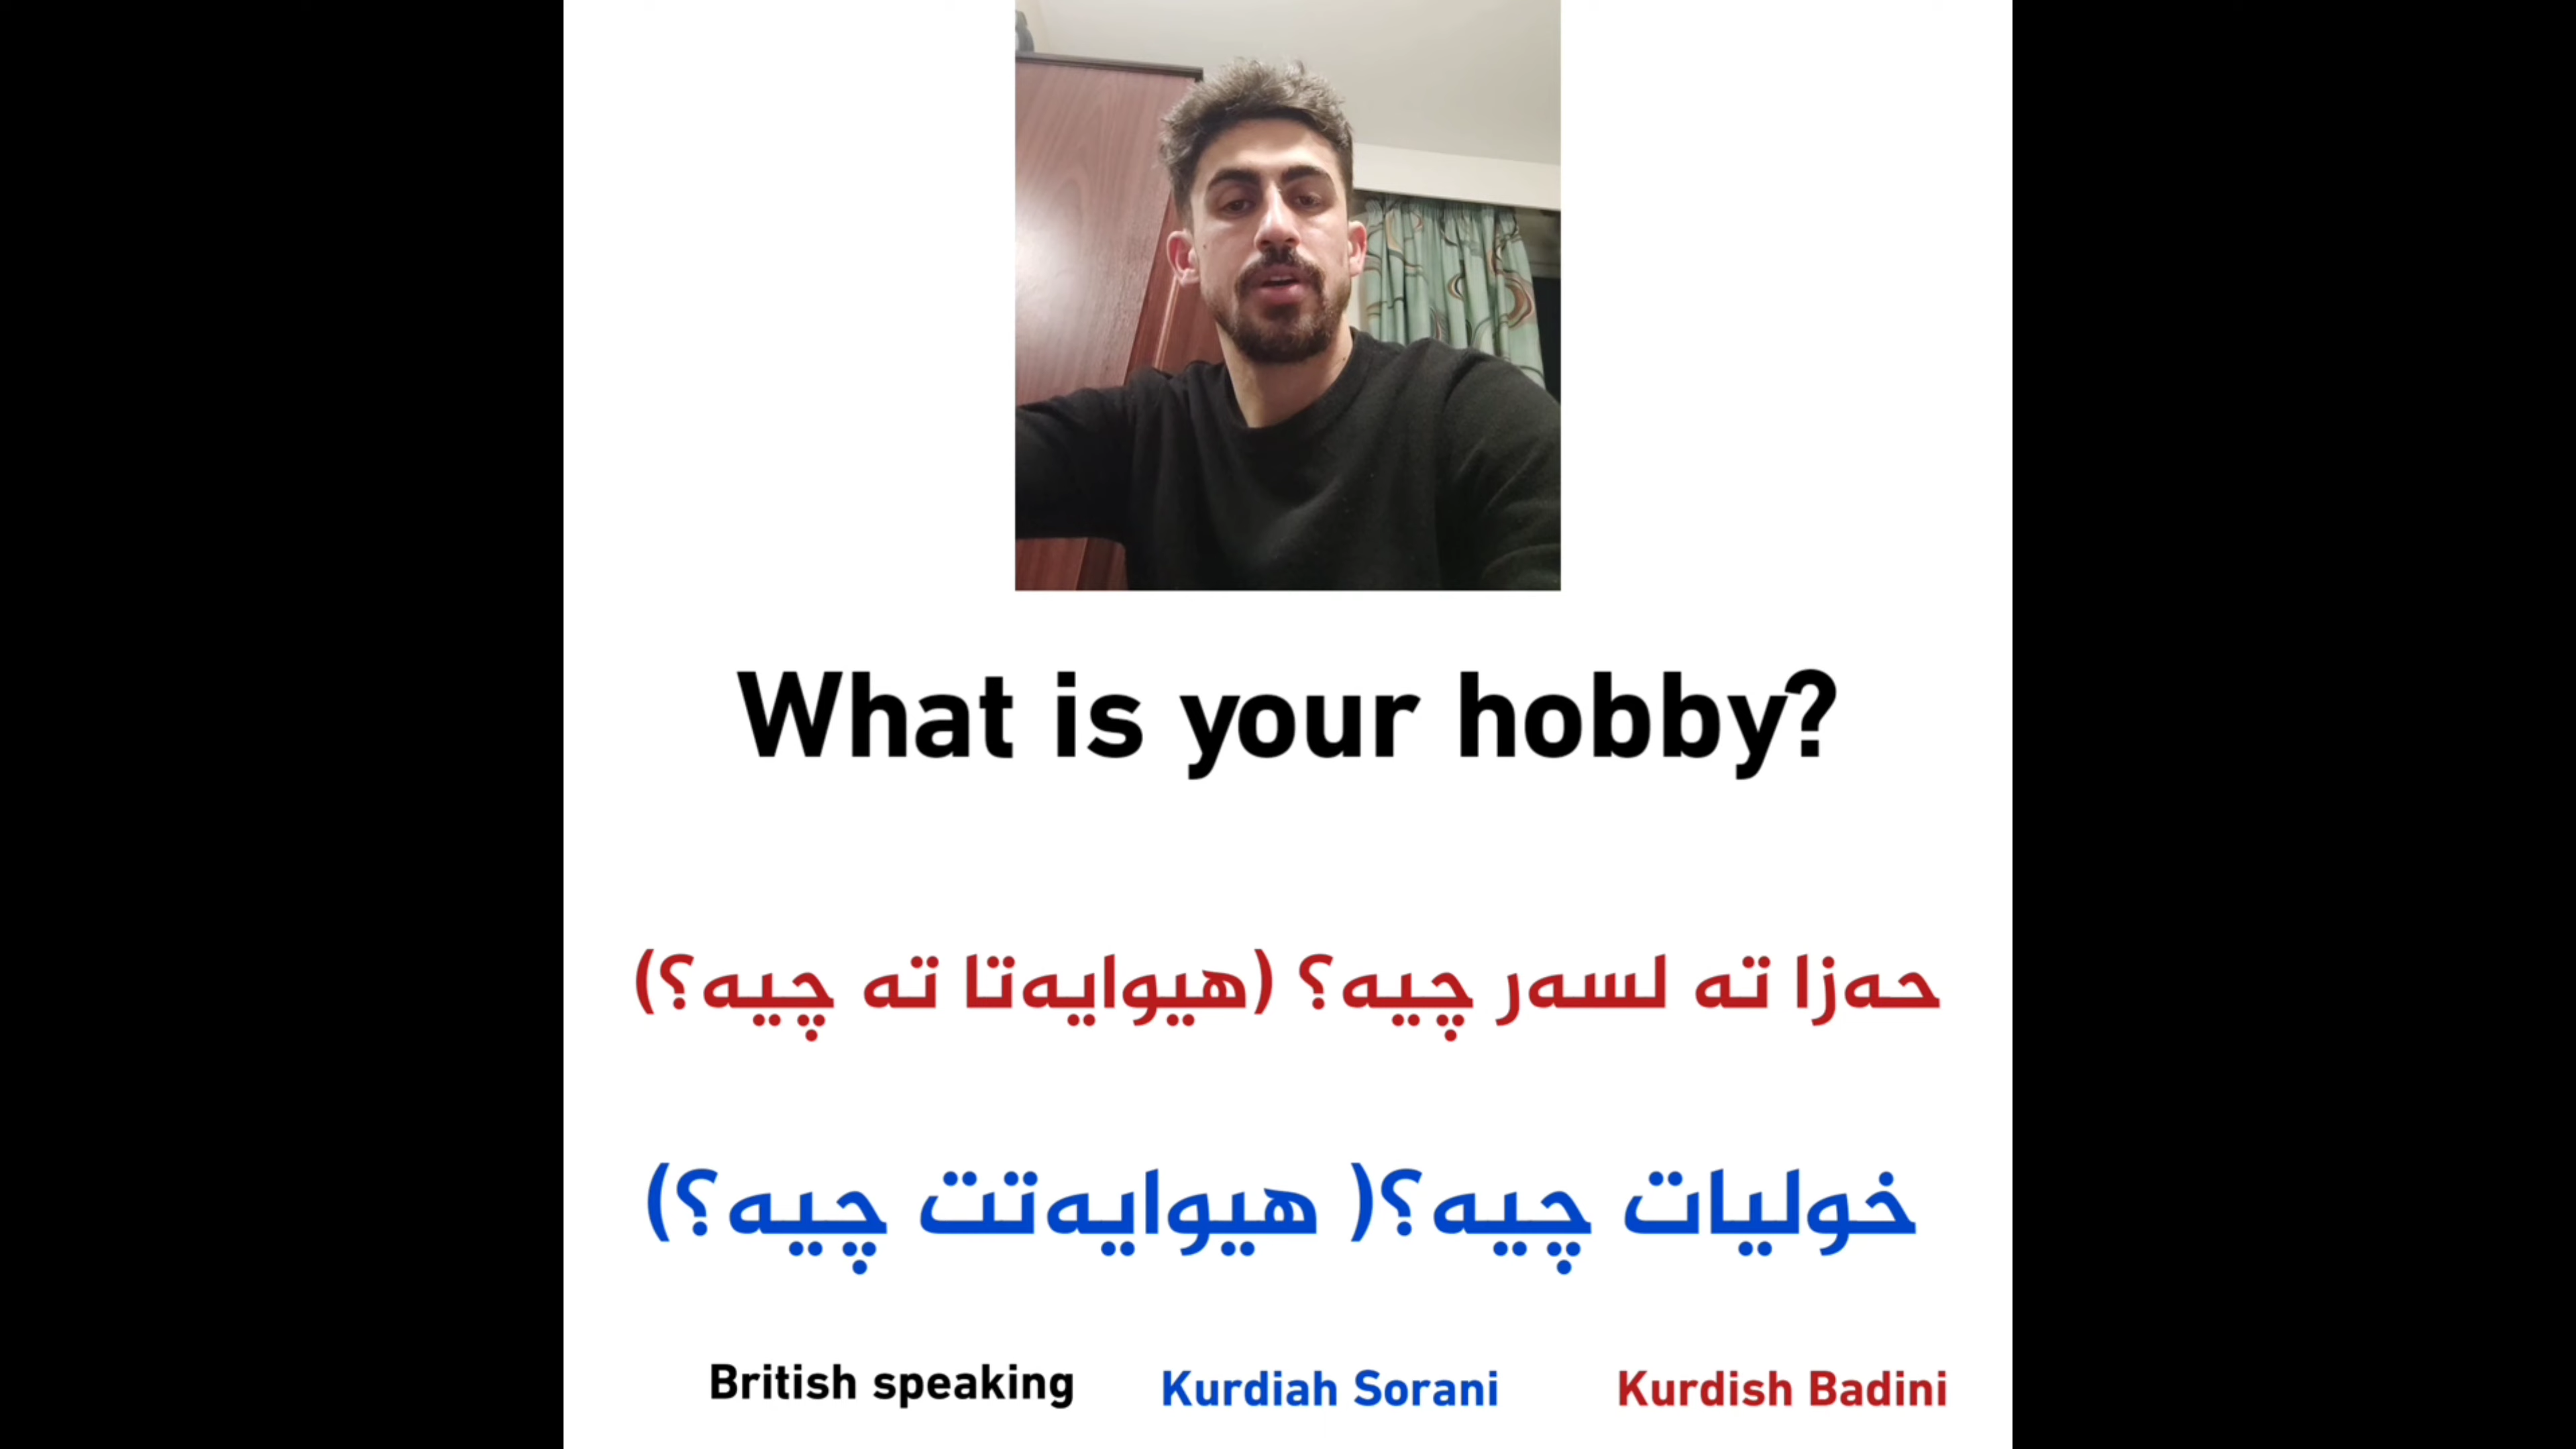 What is your hobby?
حەزا تە لسەر چیە؟ (هیوایەتا تە چیە؟)
خولیات چیە؟( هیوایەتت چیە؟)
British speaking
Kurdiah Sorani
Kurdish Badini